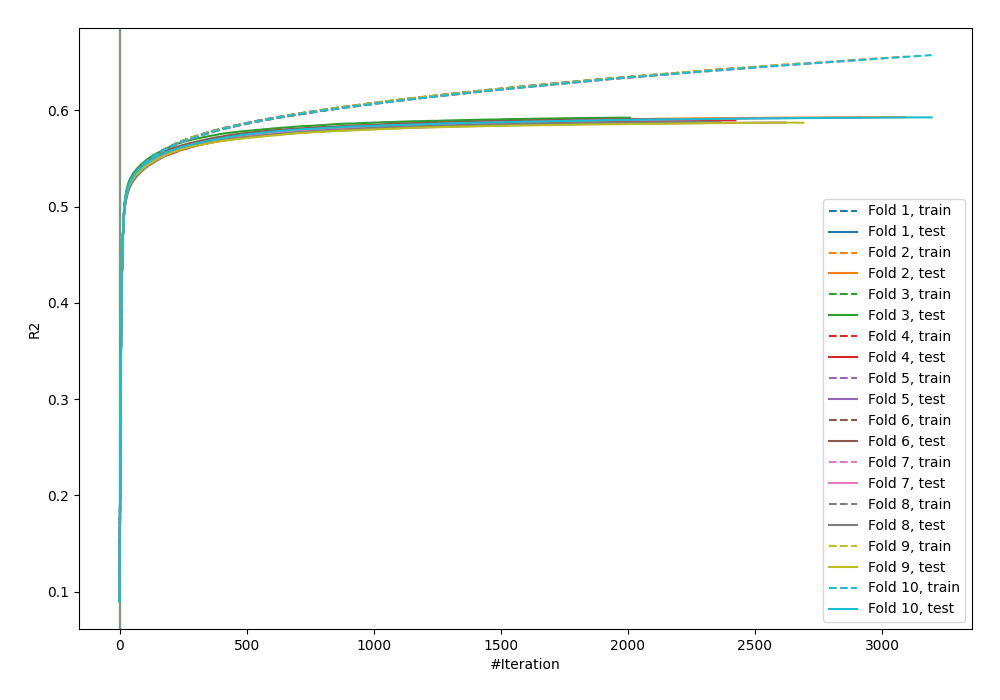 0.6
0.5
0.4
0.3
0.2
0.1
R2
0
500
1000
1500
2000
2500
3000
#Iteration
Fold 1, train
Fold 1, test
Fold 2, train
Fold 2, test
Fold 3, train
Fold 3, test
Fold 4, train
Fold 4, test
Fold 5, train
Fold 5, test
Fold 6, train
Fold 6, test
Fold 7, train
Fold 7, test
Fold 8, train
Fold 8, test
Fold 9, train
Fold 9, test
Fold 10, train
Fold 10, test